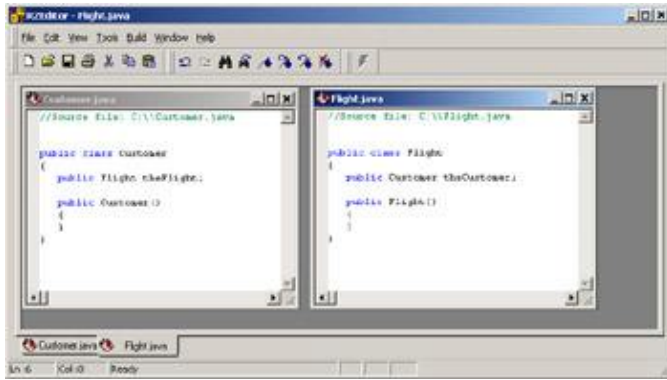 R2Editor - Flight.java
File Edit View Tools Build Window Help
Customer.java
//Source file: C:\\Customer.java
public class Customer
{
public Flight theFlight;
public Customer()
{
}
}
Flight.java
//Source file: C:\\Flight.java
public class Flight
{
public Customer theCustomer;
public Flight()
{
}
}
Customer.java Flight.java
Ln :6 Col :0 Ready